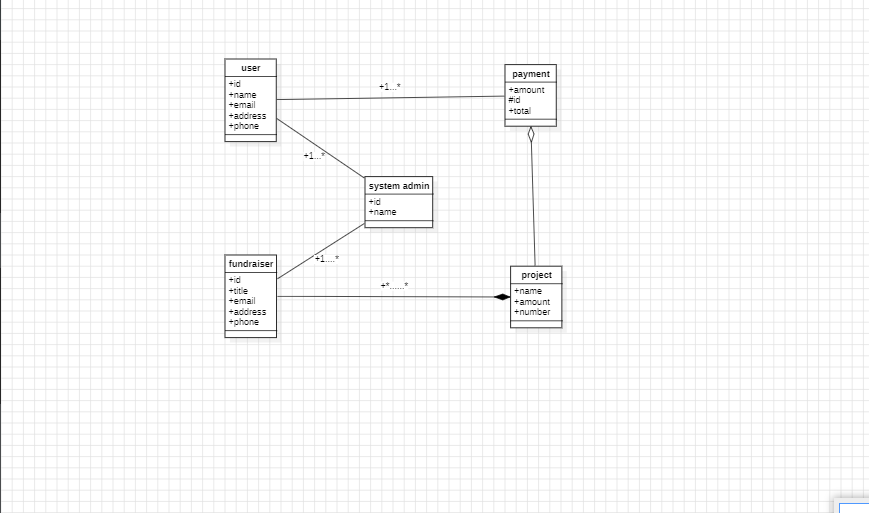 user
+id
+name
+email
+address
+phone
+1...*
payment
+amount
#id
+total
+1...*
system admin
+id
+name
fundraiser
+id
+title
+email
+address
+phone
+1....*
+*......*
project
+name
+amount
+number